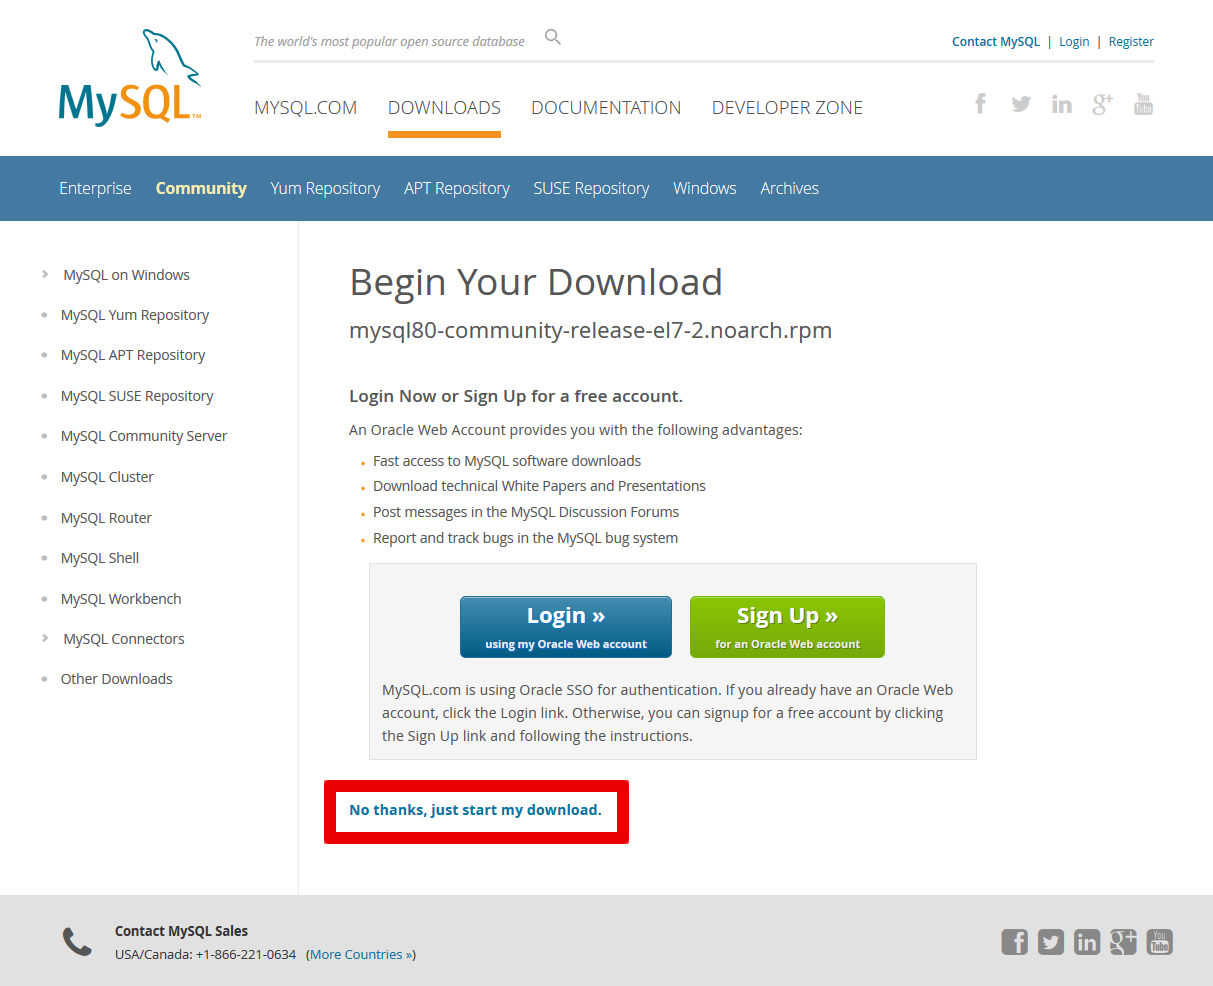 The world's most popular open source database
Contact MySQL | Login | Register
MySQL™
MYSQL.COM DOWNLOADS DOCUMENTATION DEVELOPER ZONE
You Tube
Enterprise Community Yum Repository APT Repository SUSE Repository Windows Archives
MySQL on Windows
MySQL Yum Repository
MySQL APT Repository
MySQL SUSE Repository
MySQL Community Server
MySQL Cluster
MySQL Router
MySQL Shell
MySQL Workbench
MySQL Connectors
Other Downloads
Begin Your Download
mysql80-community-release-el7-2.noarch.rpm
Login Now or Sign Up for a free account.
An Oracle Web Account provides you with the following advantages:
Fast access to MySQL software downloads
Download technical White Papers and Presentations
Post messages in the MySQL Discussion Forums
Report and track bugs in the MySQL bug system
Login »
using my Oracle Web account
Sign Up »
for an Oracle Web account
MySQL.com is using Oracle SSO for authentication. If you already have an Oracle Web
account, click the Login link. Otherwise, you can signup for a free account by clicking
the Sign Up link and following the instructions.
No thanks, just start my download.
Contact MySQL Sales
USA/Canada: +1-866-221-0634 (More Countries »)
You Tube